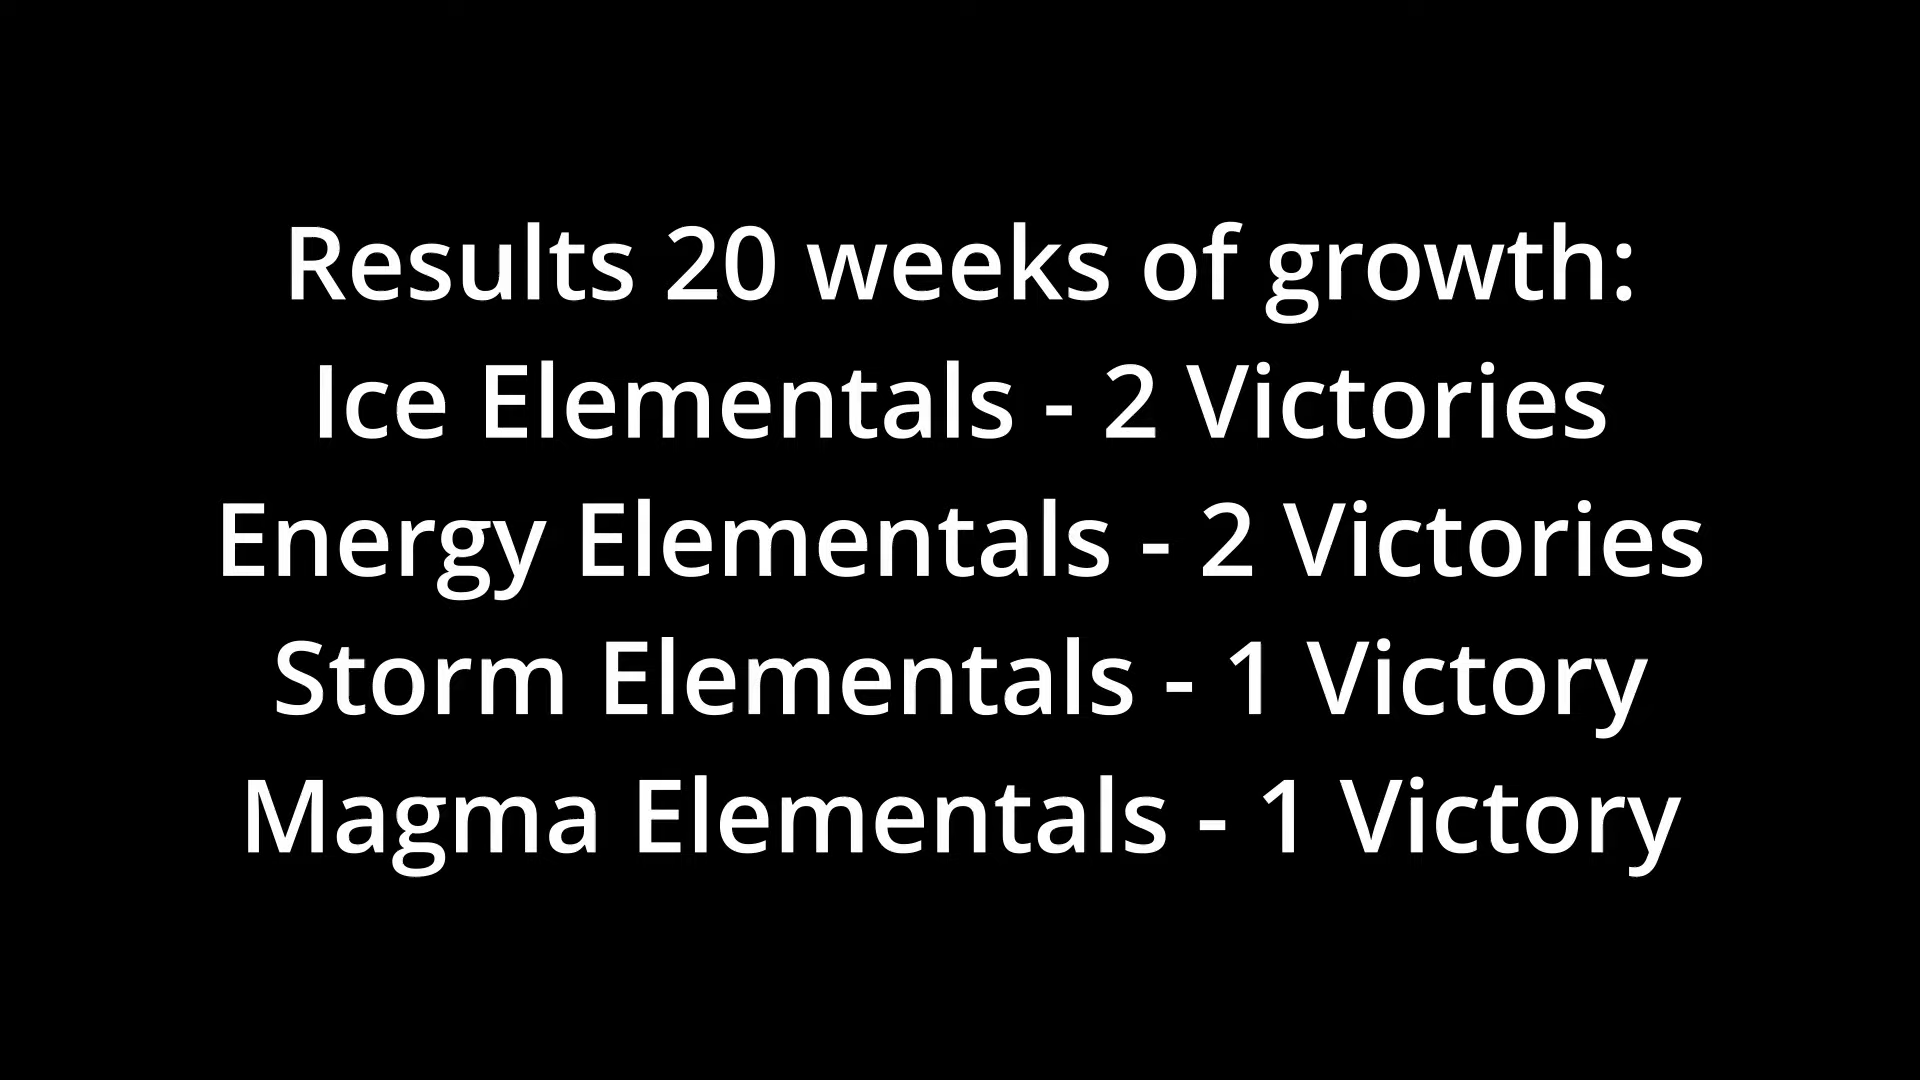 Results 20 weeks of growth:
Ice Elementals - 2 Victories
Energy Elementals - 2 Victories
Storm Elementals - 1 Victory
Magma Elementals - 1 Victory